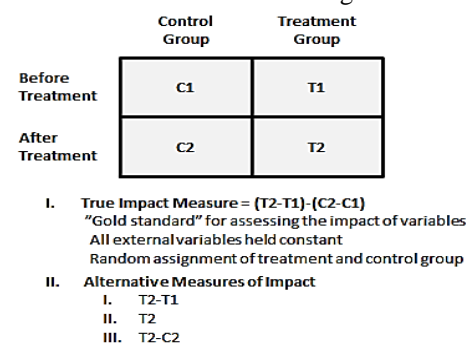 Control Treatment
Group Group
Before
Treatment
C1 T1
After
Treatment
C2 T2
I. True Impact Measure = (T2-T1)-(C2-C1)
"Gold standard" for assessing the impact of variables
All external variables held constant
Random assignment of treatment and control group
II. Alternative Measures of Impact
I. T2-T1
II. T2
III. T2-C2